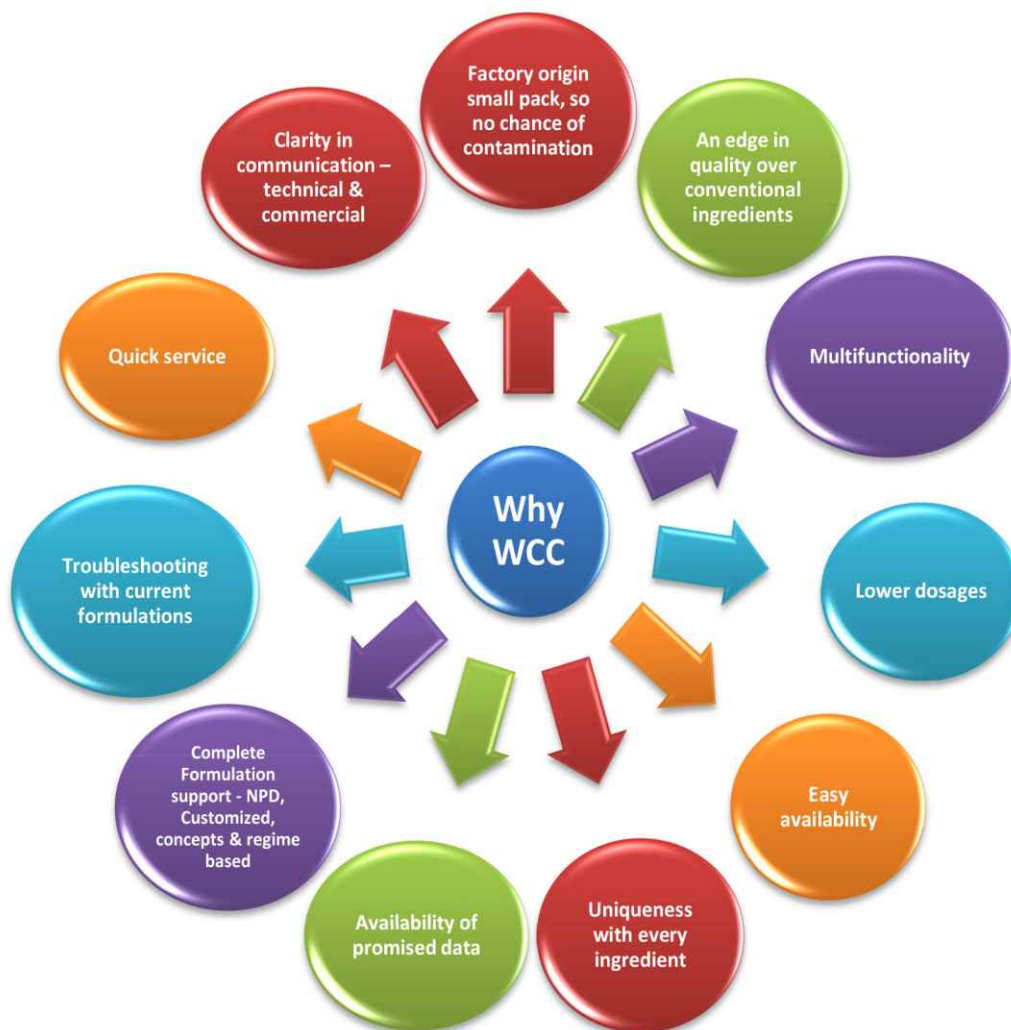 Factory origin
small pack, so
no chance of
contamination
An edge in
quality over
conventional
ingredients
Multifunctionality
Lower dosages
Easy
availability
Uniqueness
with every
ingredient
Availability of
promised data
Complete
Formulation
support - NPD,
Customized,
concepts & regime
based
Troubleshooting
with current
formulations
Quick service
Clarity in
communication –
technical &
commercial
Why
WCC